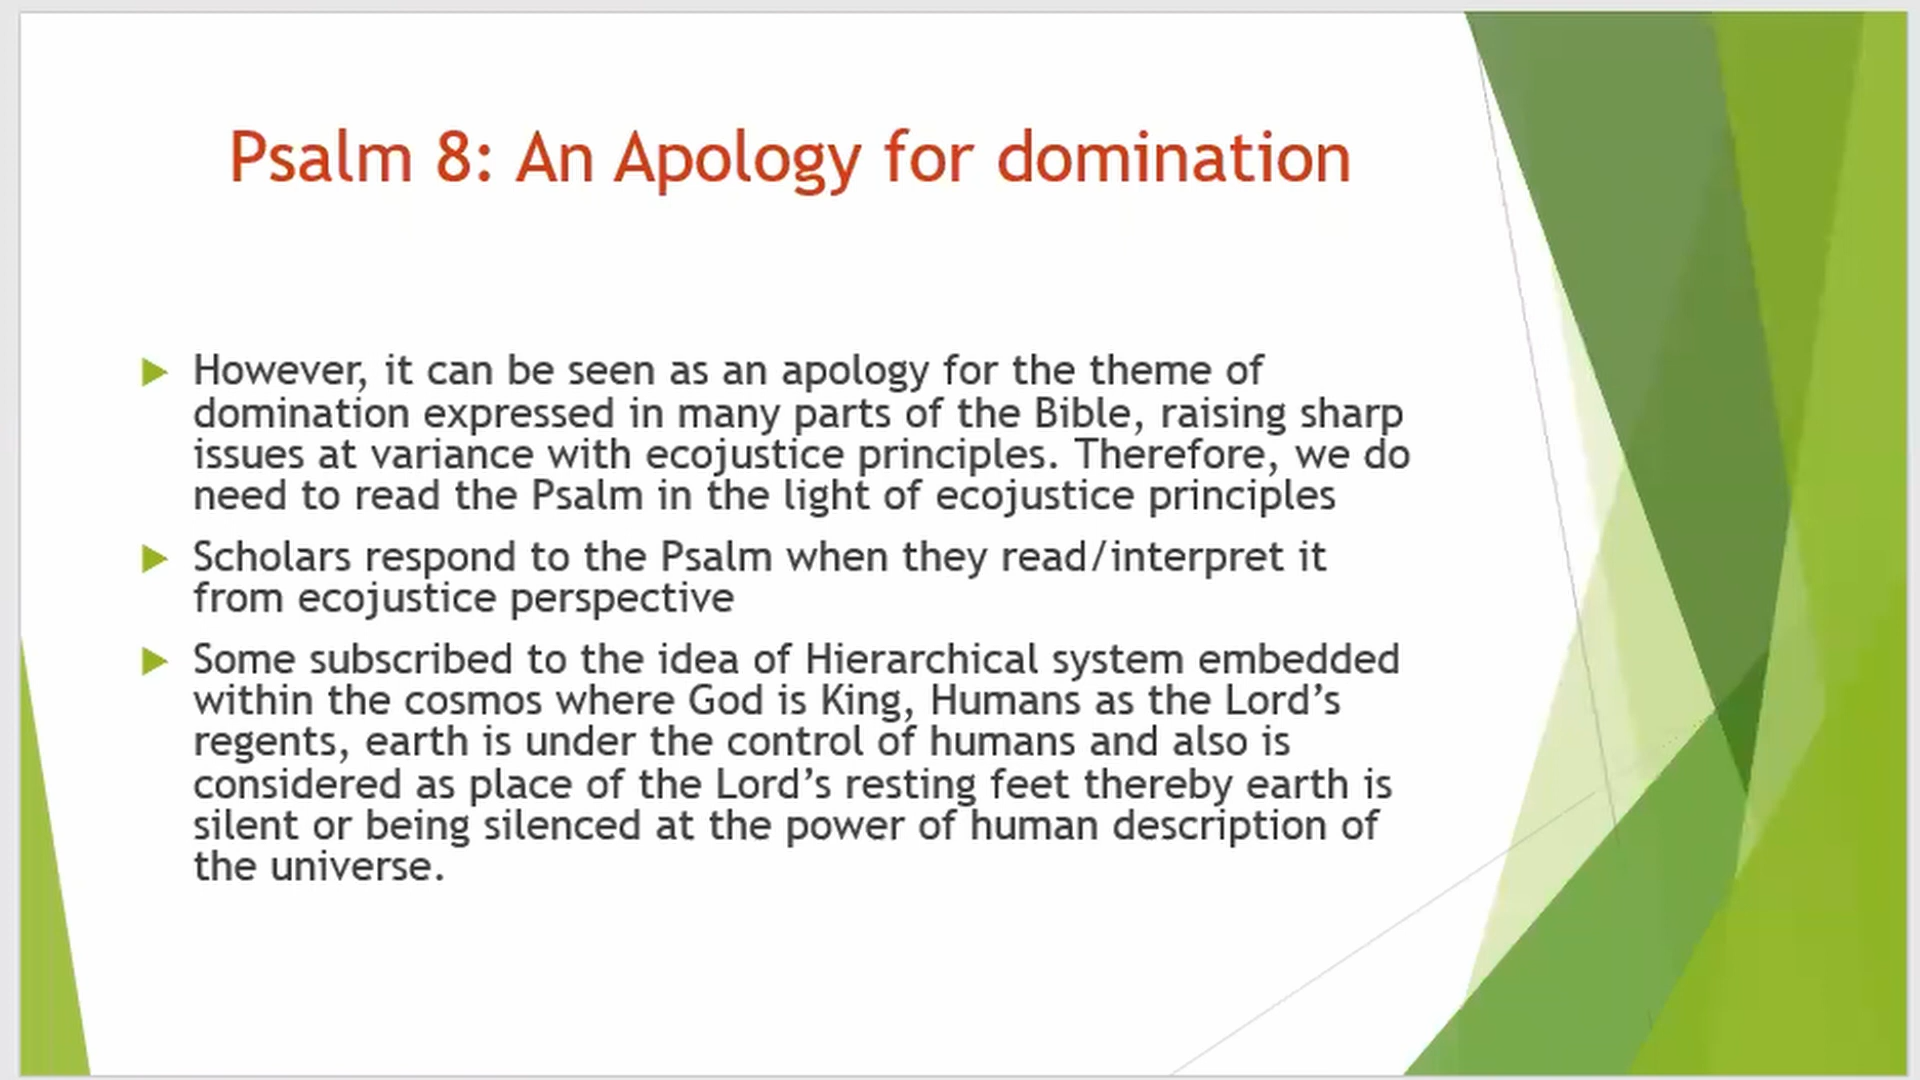 Psalm 8: An Apology for domination
However, it can be seen as an apology for the theme of
domination expressed in many parts of the Bible, raising sharp
issues at variance with ecojustice principles. Therefore, we do
need to read the Psalm in the light of ecojustice principles
Scholars respond to the Psalm when they read/interpret it
from ecojustice perspective
Some subscribed to the idea of Hierarchical system embedded
within the cosmos where God is King, Humans as the Lord’s
regents, earth is under the control of humans and also is
considered as place of the Lord’s resting feet thereby earth is
silent or being silenced at the power of human description of
the universe.